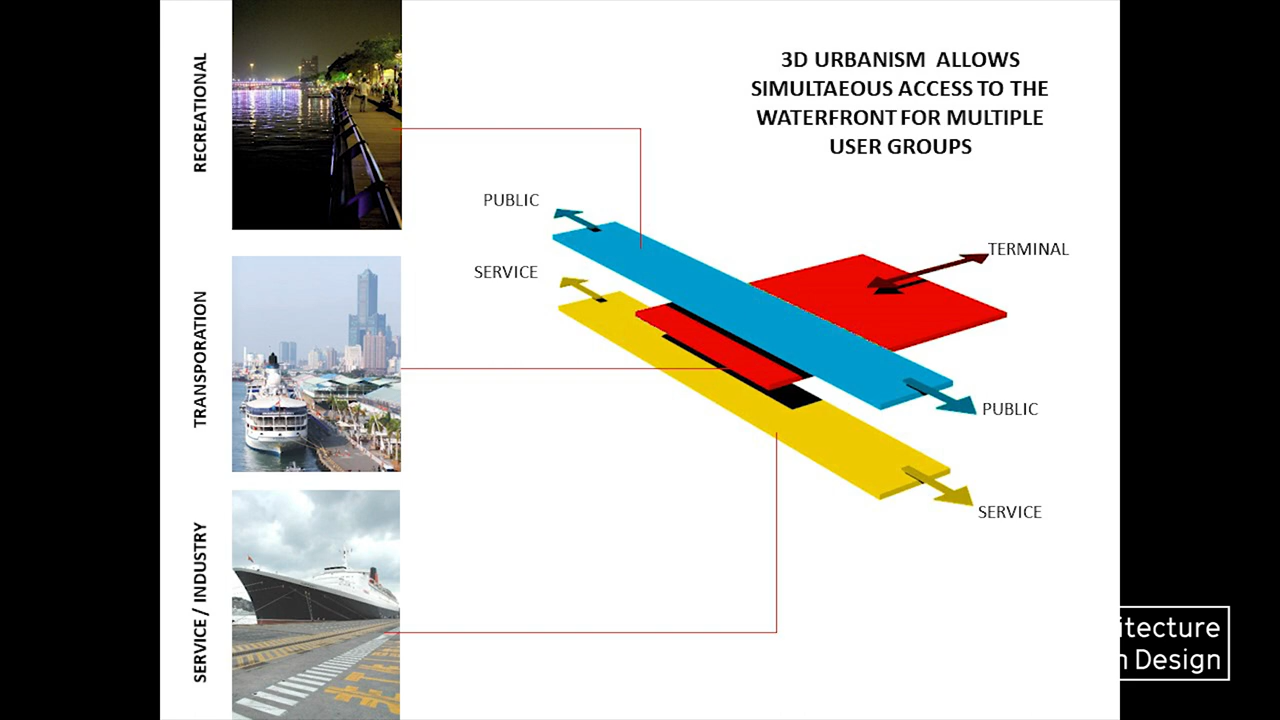 RECREATIONAL
TRANSPORATION
SERVICE / INDUSTRY
3D URBANISM ALLOWS
SIMULTAEOUS ACCESS TO THE
WATERFRONT FOR MULTIPLE
USER GROUPS
PUBLIC
SERVICE
TERMINAL
PUBLIC
SERVICE
itecture
n Design